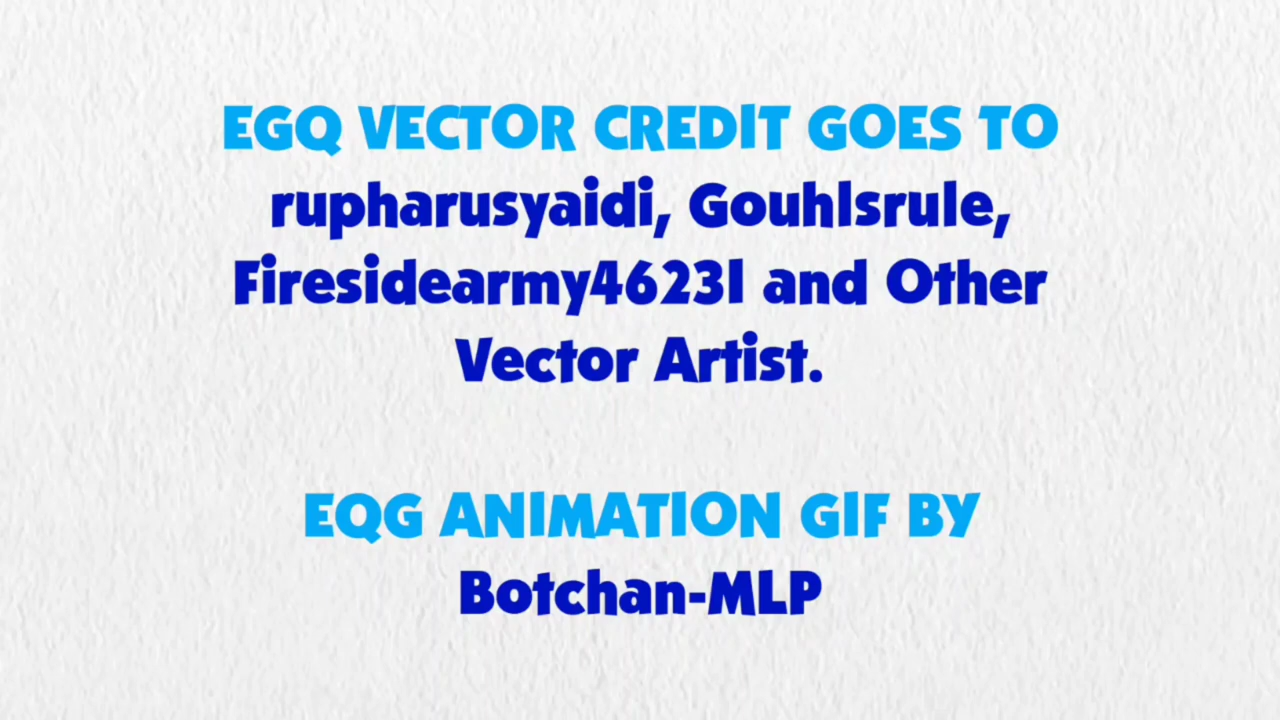 EGQ VECTOR CREDIT GOES TO
rupharusyaidi, Gouhlsrule,
Firesidearmy46231 and Other
Vector Artist.
EQG ANIMATION GIF BY
Botchan-MLP